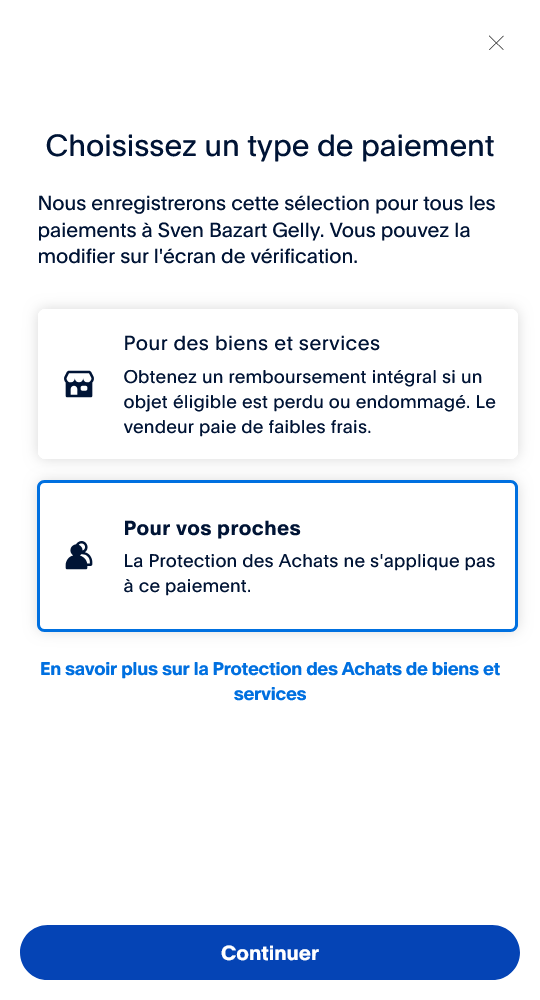 Choisissez un type de paiement
Nous enregistrerons cette sélection pour tous les
paiements à Sven Bazart Gelly. Vous pouvez la
modifier sur l'écran de vérification.
Pour des biens et services
Obtenez un remboursement intégral si un
objet éligible est perdu ou endommagé. Le
vendeur paie de faibles frais.
Pour vos proches
La Protection des Achats ne s'applique pas
à ce paiement.
En savoir plus sur la Protection des Achats de biens et
services
Continuer